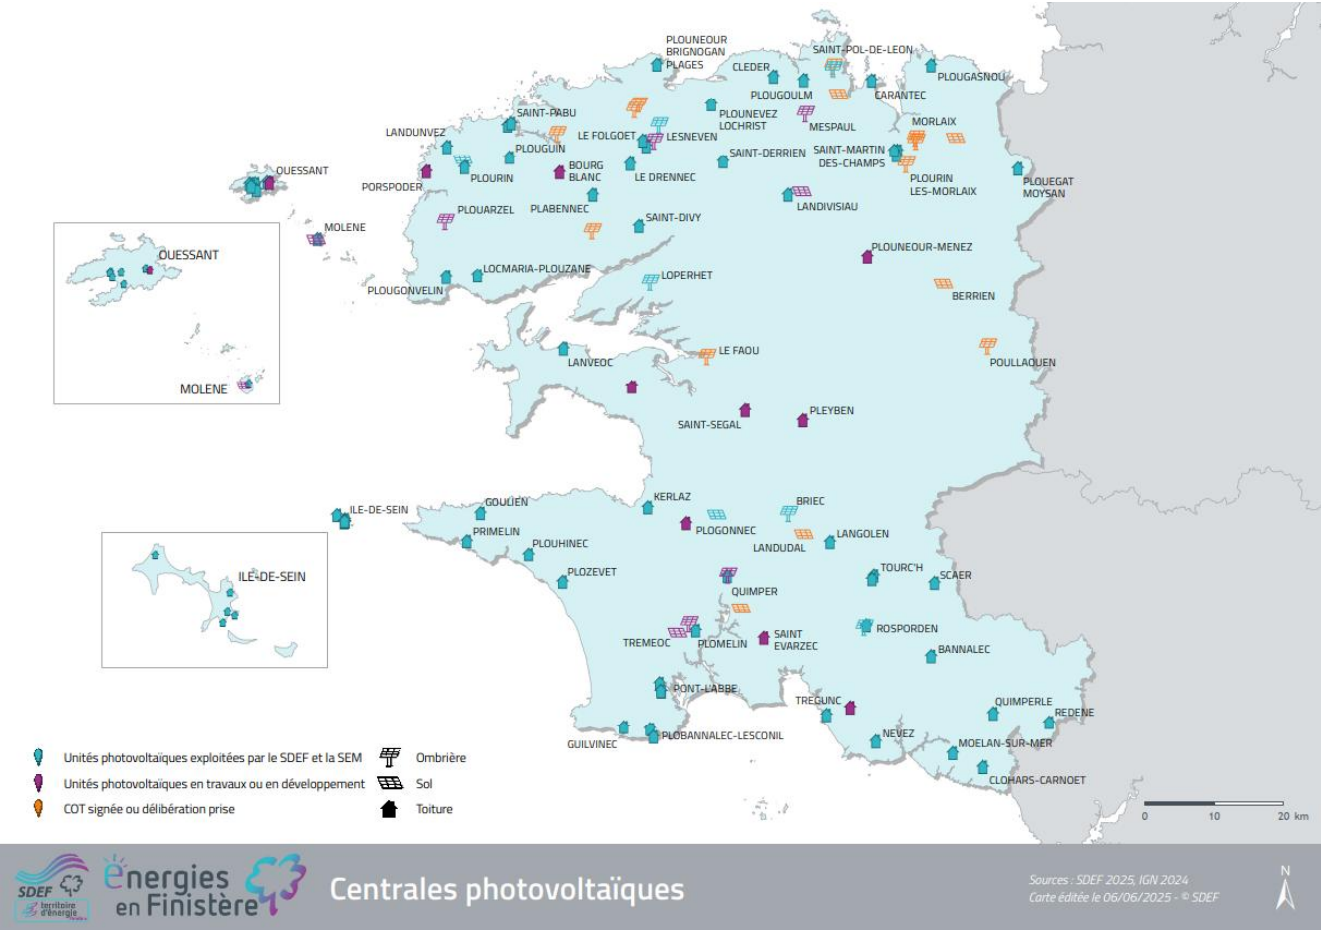 PLOUNEOUR
BRIGNOGAN
PLAGES
CLEDER
SAINT-POL-DE-LEON
PLOUGASNOU
PLOUGOULM
CARANTEC
SAINT-PABU
PLOUNEVEZ
LOCHRIST
MESPAUL
MORLAIX
LANDUNVEZ
LE FOLGOET
LESNEVEN
PLOUGUIN
SAINT-DERRIEN
SAINT-MARTIN
DES-CHAMPS
OUESSANT
PORSPODER
PLOURIN
BOURG
BLANC
LE DRENNEC
PLOURIN
LES-MORLAIX
PLOUEGAT
MOYSAN
PLOUARZEL
PLABENNEC
LANDIVISIAU
MOLENE
SAINT-DIVY
PLOUNEOUR-MENEZ
OUESSANT
LOCMARIA-PLOUZANE
PLOUGONVELIN
LOPERHET
BERRIEN
LANVEOC
LE FAOU
POULLAOUEN
MOLENE
SAINT-SEGAL
PLEYBEN
ILE-DE-SEIN
GOULIEN
KERLAZ
BRIEC
PRIMELIN
PLOGONNEC
LANGOLEN
PLOUHINEC
LANDUDAL
ILE-DE-SEIN
PLOZEVET
TOURC'H
SCAER
QUIMPER
TREMEOC
PLOMELIN
SAINT
EVARZEC
ROSPORDEN
BANNALEC
PONT-L'ABBE
TREGUNC
QUIMPERLE
REDENE
GUILVINEC
PLOBANNALEC-LESCONIL
NEVEZ
MOELAN-SUR-MER
CLOHARS-CARNOET
Unités photovoltaïques exploitées par le SDEF et la SEM
Ombrière
Unités photovoltaïques en travaux ou en développement
Sol
COT signée ou délibération prise
Toiture
0 10 20 km
SDEF
territoire
d'énergie
énergies
en Finistère
Centrales photovoltaïques
Sources : SDEF 2025, IGN 2024
Carte éditée le 06/06/2025 - © SDEF
N